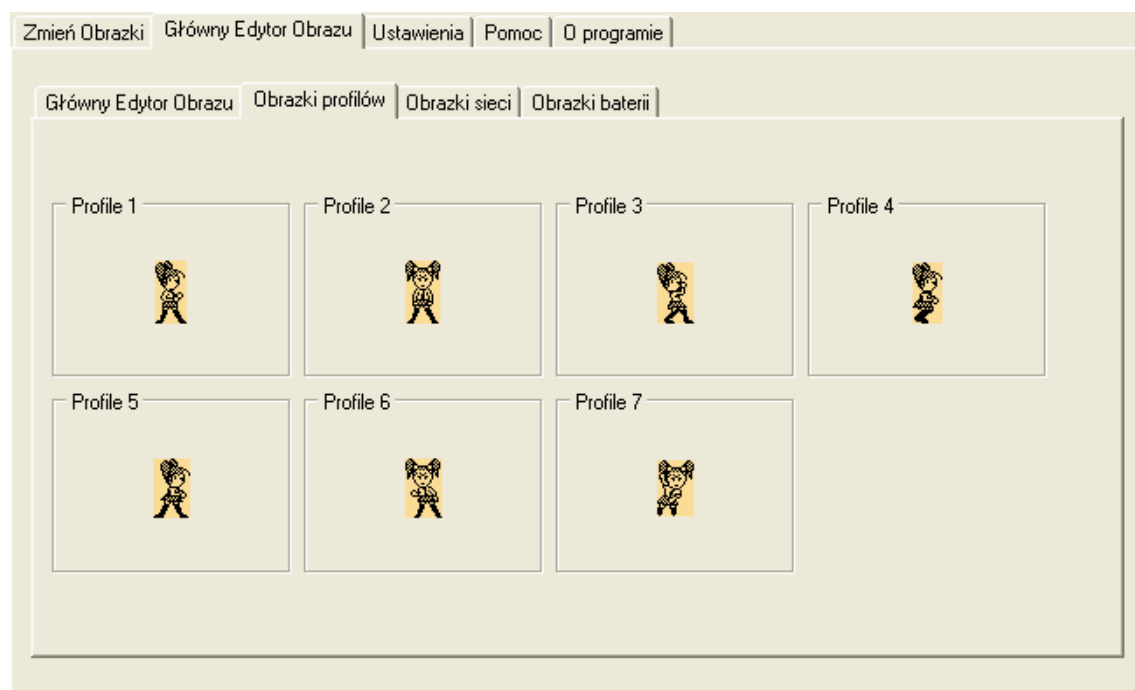 Zmień Obrazki Główny Edytor Obrazu Ustawienia Pomoc O programie
Główny Edytor Obrazu Obrazki profilów Obrazki sieci Obrazki baterii
Profile 1 Profile 2 Profile 3 Profile 4
Profile 5 Profile 6 Profile 7